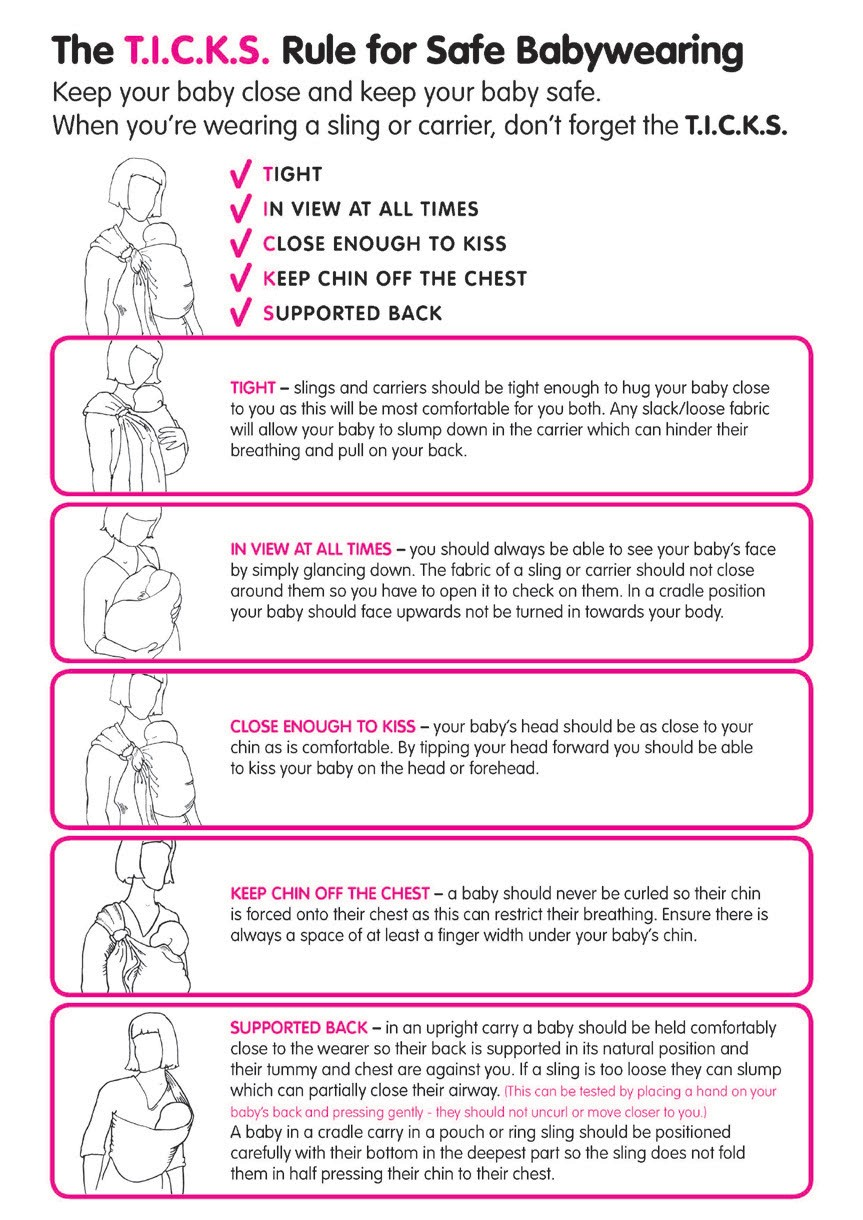 The T.I.C.K.S. Rule for Safe Babywearing
Keep your baby close and keep your baby safe.
When you're wearing a sling or carrier, don't forget the T.I.C.K.S.
TIGHT
IN VIEW AT ALL TIMES
CLOSE ENOUGH TO KISS
KEEP CHIN OFF THE CHEST
SUPPORTED BACK
TIGHT – slings and carriers should be tight enough to hug your baby close
to you as this will be most comfortable for you both. Any slack/loose fabric
will allow your baby to slump down in the carrier which can hinder their
breathing and pull on your back.
IN VIEW AT ALL TIMES – you should always be able to see your baby's face
by simply glancing down. The fabric of a sling or carrier should not close
around them so you have to open it to check on them. In a cradle position
your baby should face upwards not be turned in towards your body.
CLOSE ENOUGH TO KISS – your baby's head should be as close to your
chin as is comfortable. By tipping your head forward you should be able
to kiss your baby on the head or forehead.
KEEP CHIN OFF THE CHEST – a baby should never be curled so their chin
is forced onto their chest as this can restrict their breathing. Ensure there is
always a space of at least a finger width under your baby's chin.
SUPPORTED BACK – in an upright carry a baby should be held comfortably
close to the wearer so their back is supported in its natural position and
their tummy and chest are against you. If a sling is too loose they can slump
which can partially close their airway. (This can be tested by placing a hand on your
baby's back and pressing gently - they should not uncurl or move closer to you.)
A baby in a cradle carry in a pouch or ring sling should be positioned
carefully with their bottom in the deepest part so the sling does not fold
them in half pressing their chin to their chest.